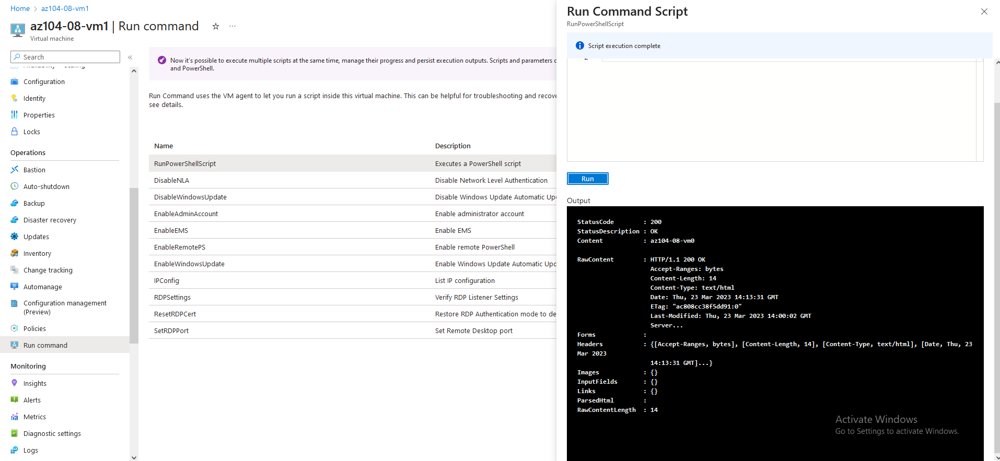 Home > az104-08-vm1
az104-08-vm1 | Run command ☆ ...
Virtual machine
Search «
Configuration
Identity
Properties
Locks
Operations
Bastion
Auto-shutdown
Backup
Disaster recovery
Updates
Inventory
Change tracking
Automanage
Configuration management
(Preview)
Policies
Run command
Monitoring
Insights
Alerts
Metrics
Diagnostic settings
Logs
Now it's possible to execute multiple scripts at the same time, manage their progress and persist execution outputs. Scripts and parameters
and PowerShell.
Run Command uses the VM agent to let you run a script inside this virtual machine. This can be helpful for troubleshooting and recove
see details.
Name Description
RunPowerShellScript Executes a PowerShell script
DisableNLA Disable Network Level Authentication
DisableWindowsUpdate Disable Windows Update Automatic Up
EnableAdminAccount Enable administrator account
EnableEMS Enable EMS
EnableRemotePS Enable remote PowerShell
EnableWindowsUpdate Enable Windows Update Automatic Upd
IPConfig List IP configuration
RDPSettings Verify RDP Listener Settings
ResetRDPCert Restore RDP Authentication mode to de
SetRDPPort Set Remote Desktop port
Run Command Script
RunPowerShellScript
Script execution complete
Run
Output
StatusCode : 200
StatusDescription : OK
Content : az104-08-vm0
RawContent : HTTP/1.1 200 OK
Accept-Ranges: bytes
Content-Length: 14
Content-Type: text/html
Date: Thu, 23 Mar 2023 14:13:31 GMT
ETag: "ac808cc38f5dd91:0"
Last-Modified: Thu, 23 Mar 2023 14:00:02 GMT
Server...
Forms :
Headers : {[Accept-Ranges, bytes], [Content-Length, 14], [Content-Type, text/html], [Date, Thu, 23
Mar 2023
14:13:31 GMT]...}
Images : {}
InputFields : {}
Links : {}
ParsedHtml :
RawContentLength : 14
Activate Windows
Go to Settings to activate Windows.